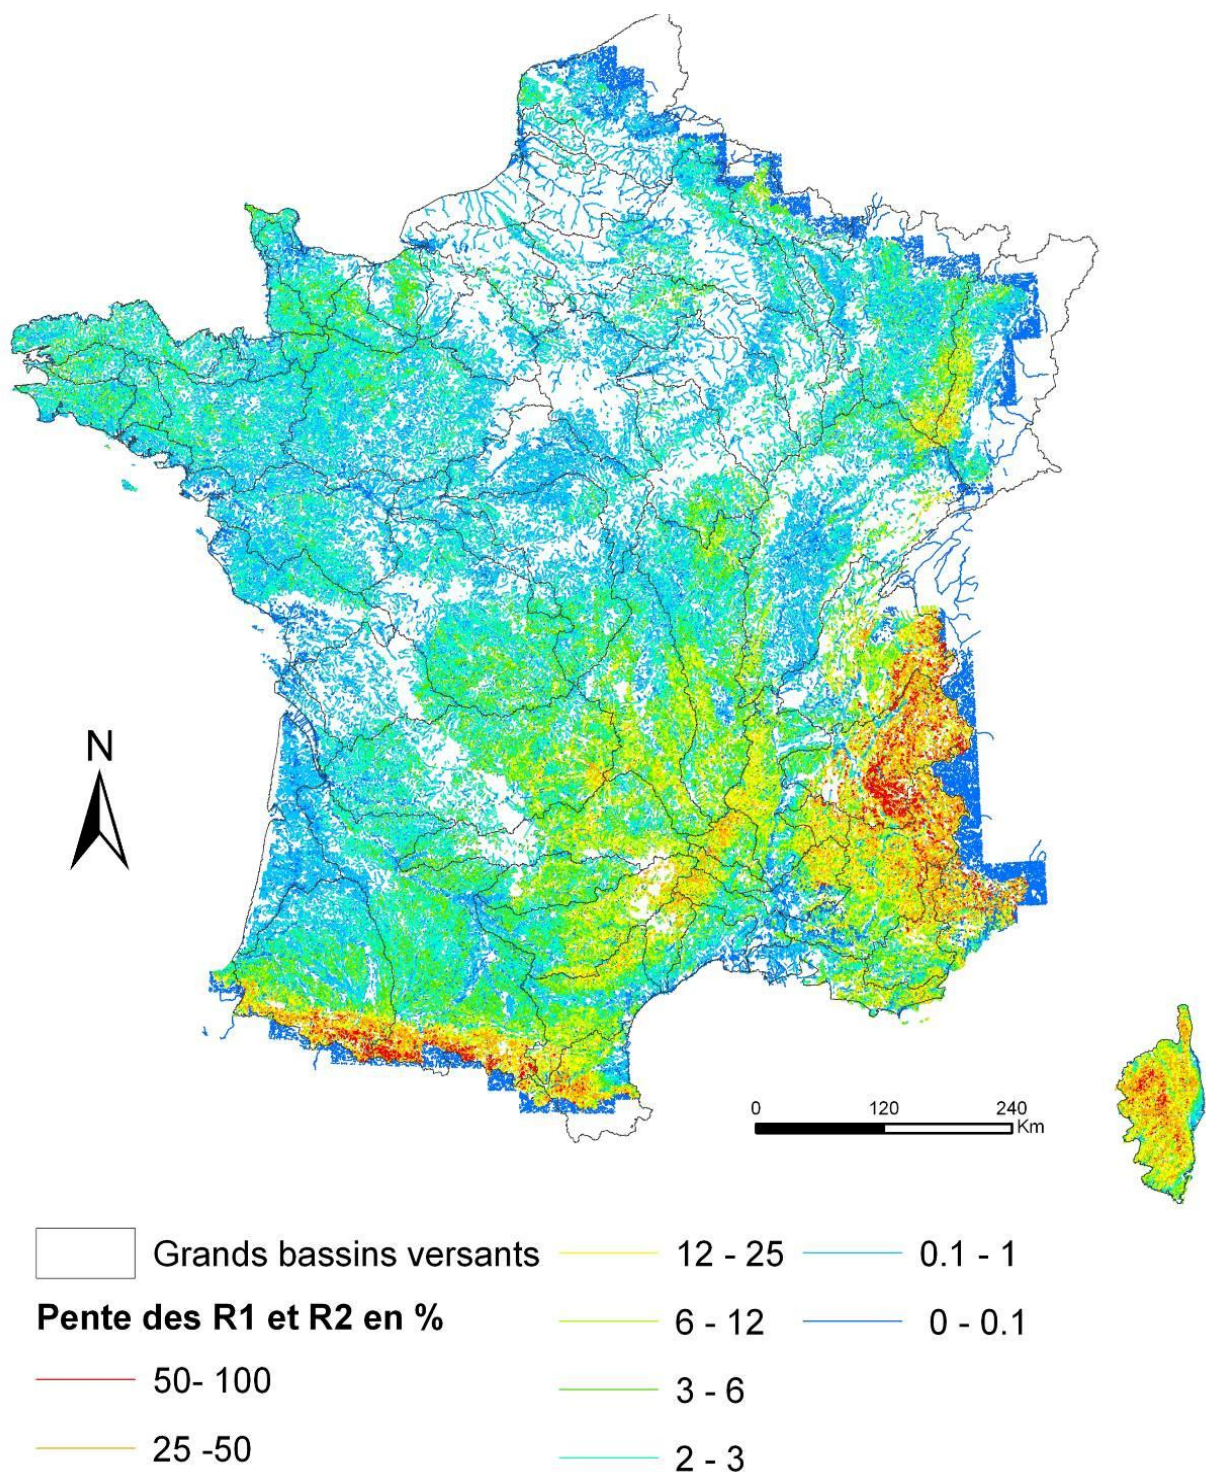 N
0 120 240
Km
Grands bassins versants
Pente des R1 et R2 en %
50- 100
25 -50
12 - 25
6 - 12
3 - 6
2 - 3
0.1 - 1
0 - 0.1